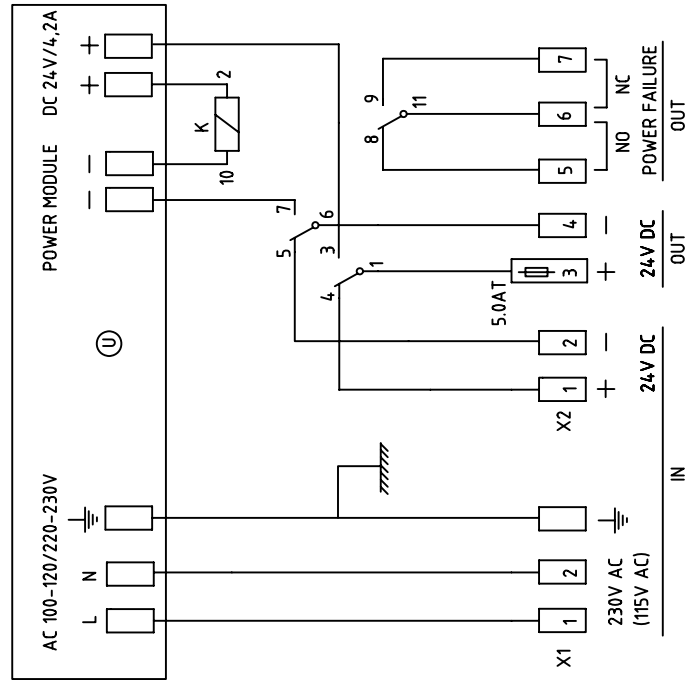 AC 100-120/220-230V
L
N
U
POWER MODULE
DC 24V/4,2A
—
—
+
+
K
10
2
5
7
6
4
3
1
8
9
11
5.0AT
X1
1
2
X2
1
2
3
4
5
6
7
230V AC
(115V AC)
+
—
+
—
NO
NC
24V DC
24V DC
POWER FAILURE
IN
OUT
OUT